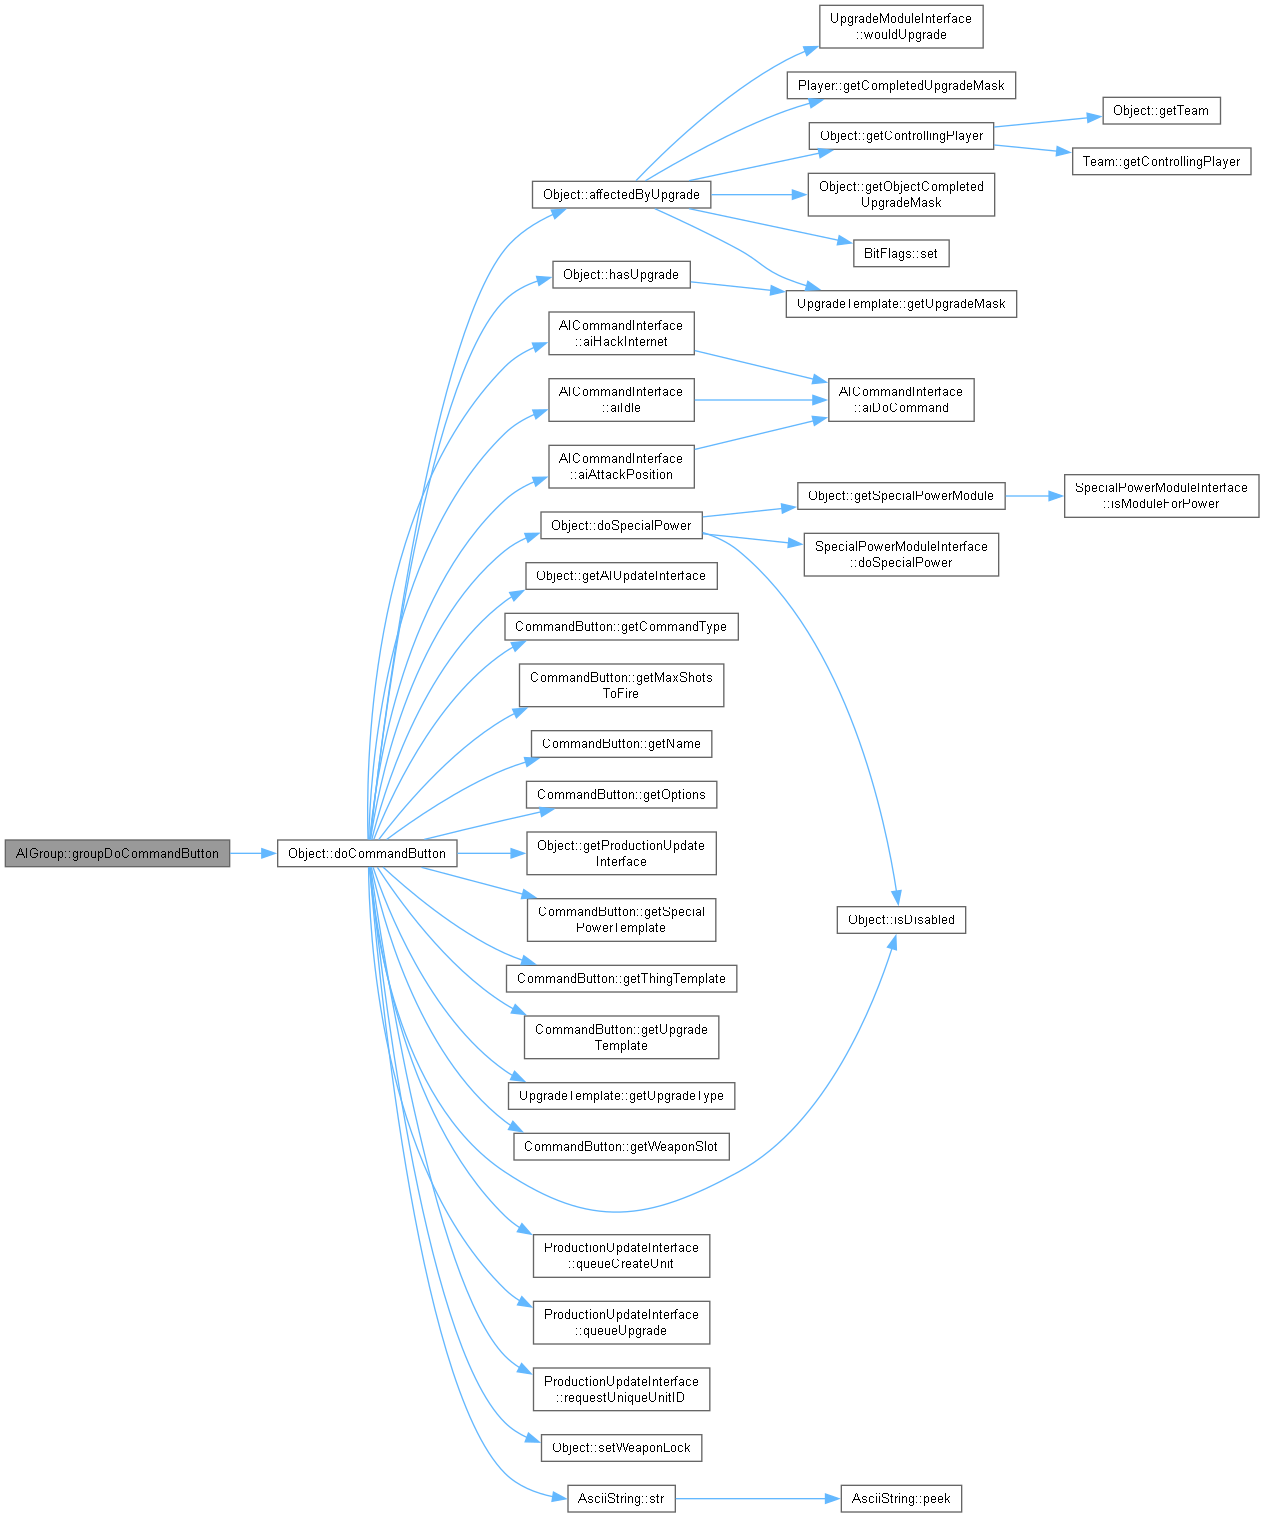 UpgradeModuleInterface
::wouldUpgrade
Player::getCompletedUpgradeMask
Object::getTeam
Object::getControllingPlayer
Team::getControllingPlayer
Object::affectedByUpgrade
Object::getObjectCompleted
UpgradeMask
BitFlags::set
Object::hasUpgrade
UpgradeTemplate::getUpgradeMask
AICommandInterface
::aiHackInternet
AICommandInterface
::aiIdle
AICommandInterface
::aiDoCommand
AICommandInterface
::aiAttackPosition
Object::getSpecialPowerModule
SpecialPowerModuleInterface
::isModuleForPower
Object::doSpecialPower
SpecialPowerModuleInterface
::doSpecialPower
Object::getAIUpdateInterface
CommandButton::getCommandType
CommandButton::getMaxShots
ToFire
CommandButton::getName
CommandButton::getOptions
AIGroup::groupDoCommandButton
Object::doCommandButton
Object::getProductionUpdate
Interface
CommandButton::getSpecial
PowerTemplate
Object::isDisabled
CommandButton::getThingTemplate
CommandButton::getUpgrade
Template
UpgradeTemplate::getUpgradeType
CommandButton::getWeaponSlot
ProductionUpdateInterface
::queueCreateUnit
ProductionUpdateInterface
::queueUpgrade
ProductionUpdateInterface
::requestUniqueUnitID
Object::setWeaponLock
AsciiString::str
AsciiString::peek